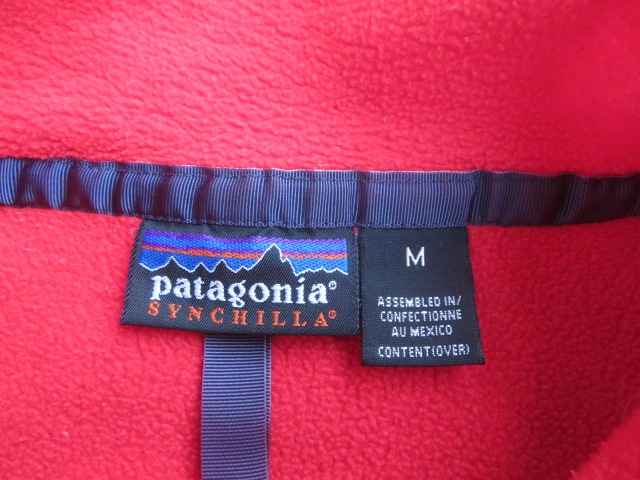 patagonia®
SYNCHILLA®
M
ASSEMBLED IN/
CONFECTIONNE
AU MEXICO
CONTENT(OVER)